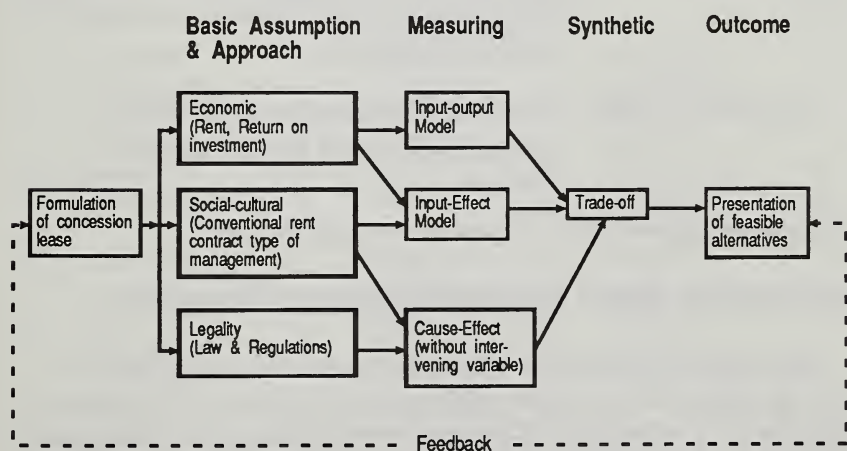 Basic Assumption
& Approach
Measuring
Synthetic
Outcome
Economic
(Rent, Return on
investment)
Input-output
Model
Formulation
of concession
lease
Social-cultural
(Conventional rent
contract type of
management)
Input-Effect
Model
Trade-off
Presentation
of feasible
alternatives
Legality
(Law & Regulations)
Cause-Effect
(without inter-
vening variable)
Feedback